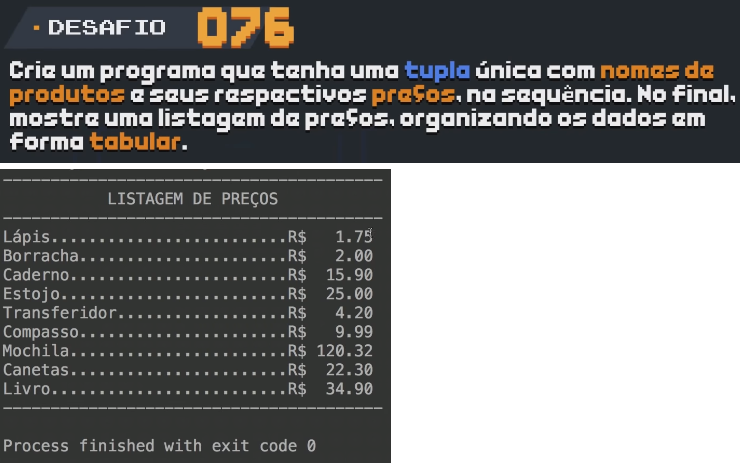 DESAFIO 076
Crie um programa que tenha uma tupla única com nomes de
produtos e seus respectivos preços, na sequência. No final,
mostre uma listagem de preços, organizando os dados em
forma tabular.
----------------------------------------
LISTAGEM DE PREÇOS
----------------------------------------
Lápis.........................R$   1.75
Borracha......................R$   2.00
Caderno.......................R$  15.90
Estojo........................R$  25.00
Transferidor..................R$   4.20
Compasso......................R$   9.99
Mochila.......................R$ 120.32
Canetas.......................R$  22.30
Livro.........................R$  34.90
----------------------------------------
Process finished with exit code 0